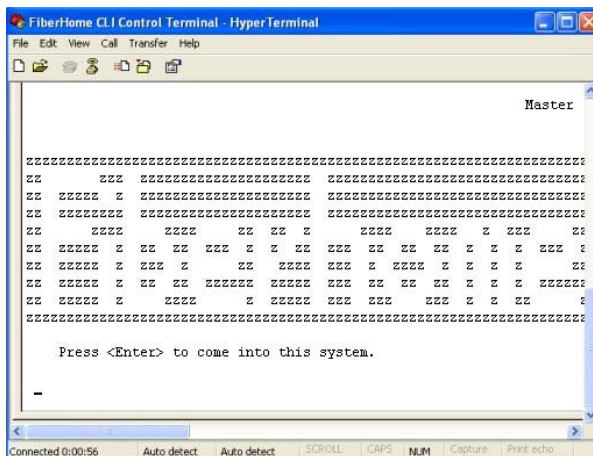 FiberHome CLI Control Terminal - HyperTerminal
File Edit View Call Transfer Help
Master
Press <Enter> to come into this system.
Connected 0:00:56 Auto detect Auto detect SCROLL CAPS NUM Capture Print echo